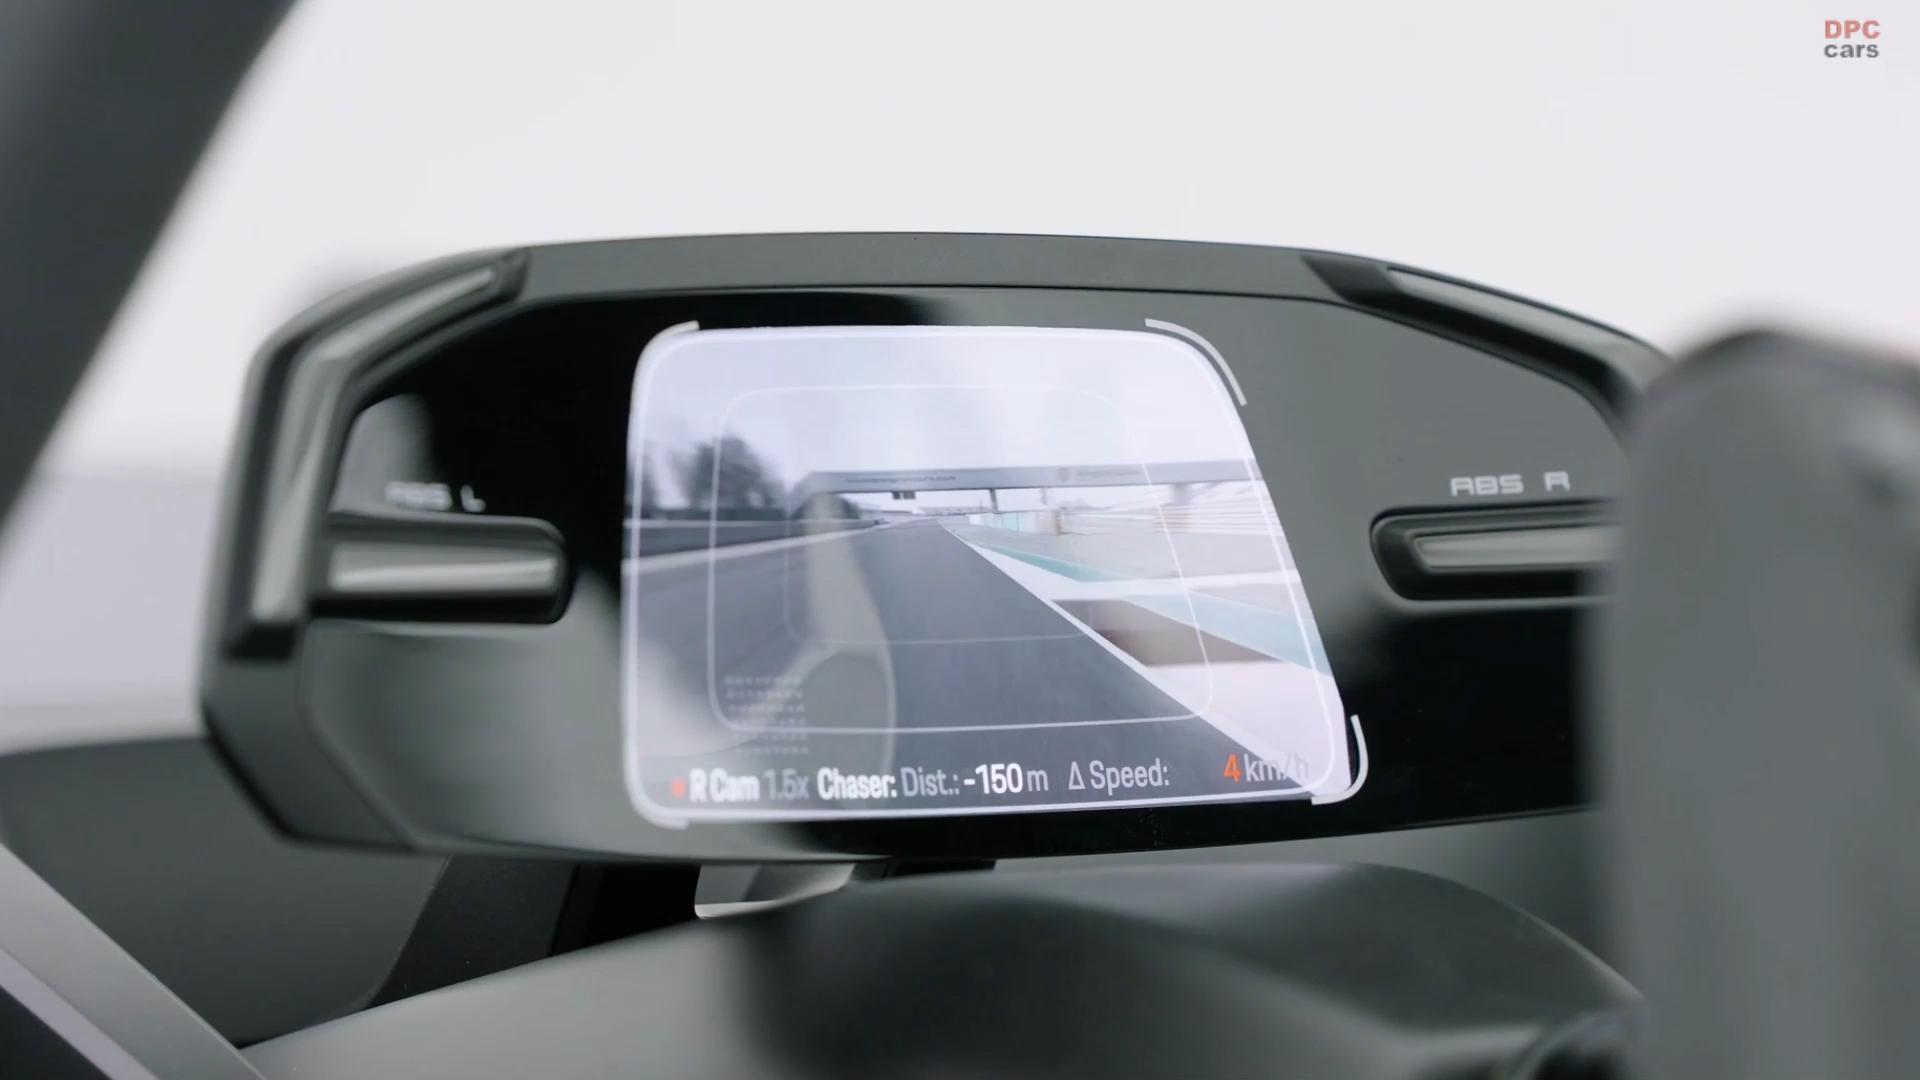 DPC
cars
ABS L
ABS R
R Cam 1.5x Chaser: Dist.: -150 m Δ Speed: 4 km/h